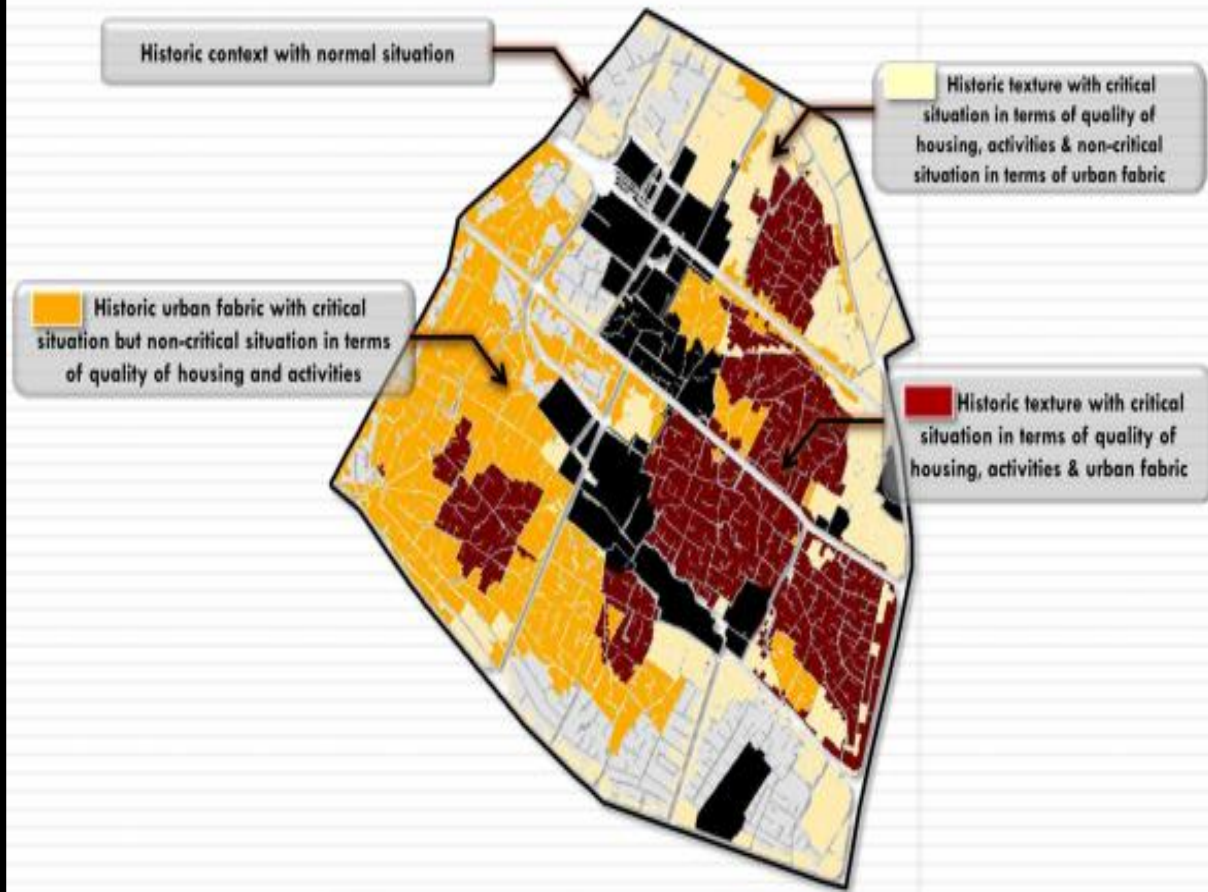 Historic context with normal situation
Historic texture with critical
situation in terms of quality of
housing, activities & non-critical
situation in terms of urban fabric
Historic urban fabric with critical
situation but non-critical situation in terms
of quality of housing and activities
Historic texture with critical
situation in terms of quality of
housing, activities & urban fabric